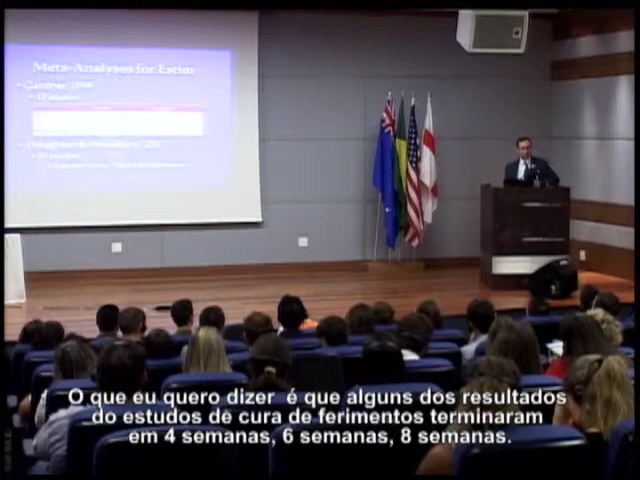 Meta-Analyses for Estim
O que eu quero dizer é que alguns dos resultados
do estudos de cura de ferimentos terminaram
em 4 semanas, 6 semanas, 8 semanas.